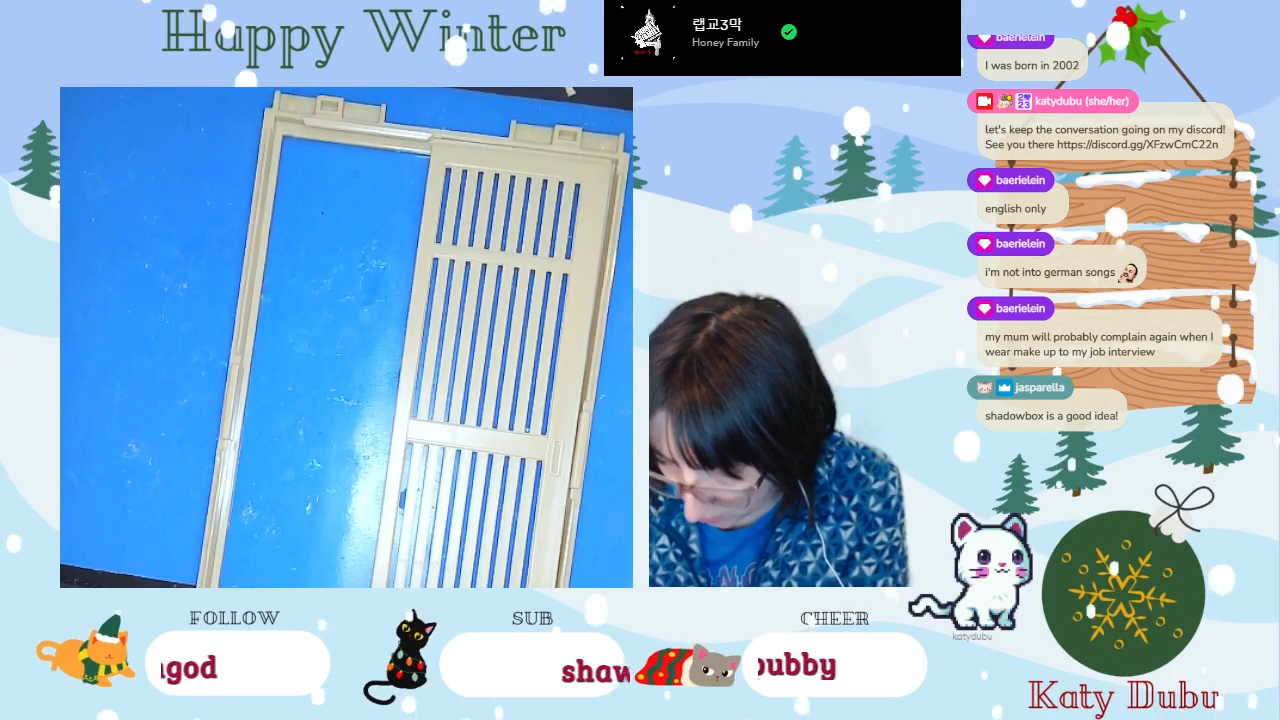 Happy Winter
랩교3막
Honey Family
baerielein
I was born in 2002
katydubu (she/her)
let's keep the conversation going on my discord!
See you there https://discord.gg/XFzwCmC22n
baerielein
english only
baerielein
i'm not into german songs
baerielein
my mum will probably complain again when I
wear make up to my job interview
jasparella
shadowbox is a good idea!
katydubu
FOLLOW
SUB
CHEER
agod
shaw
bubby
Katy Dubu